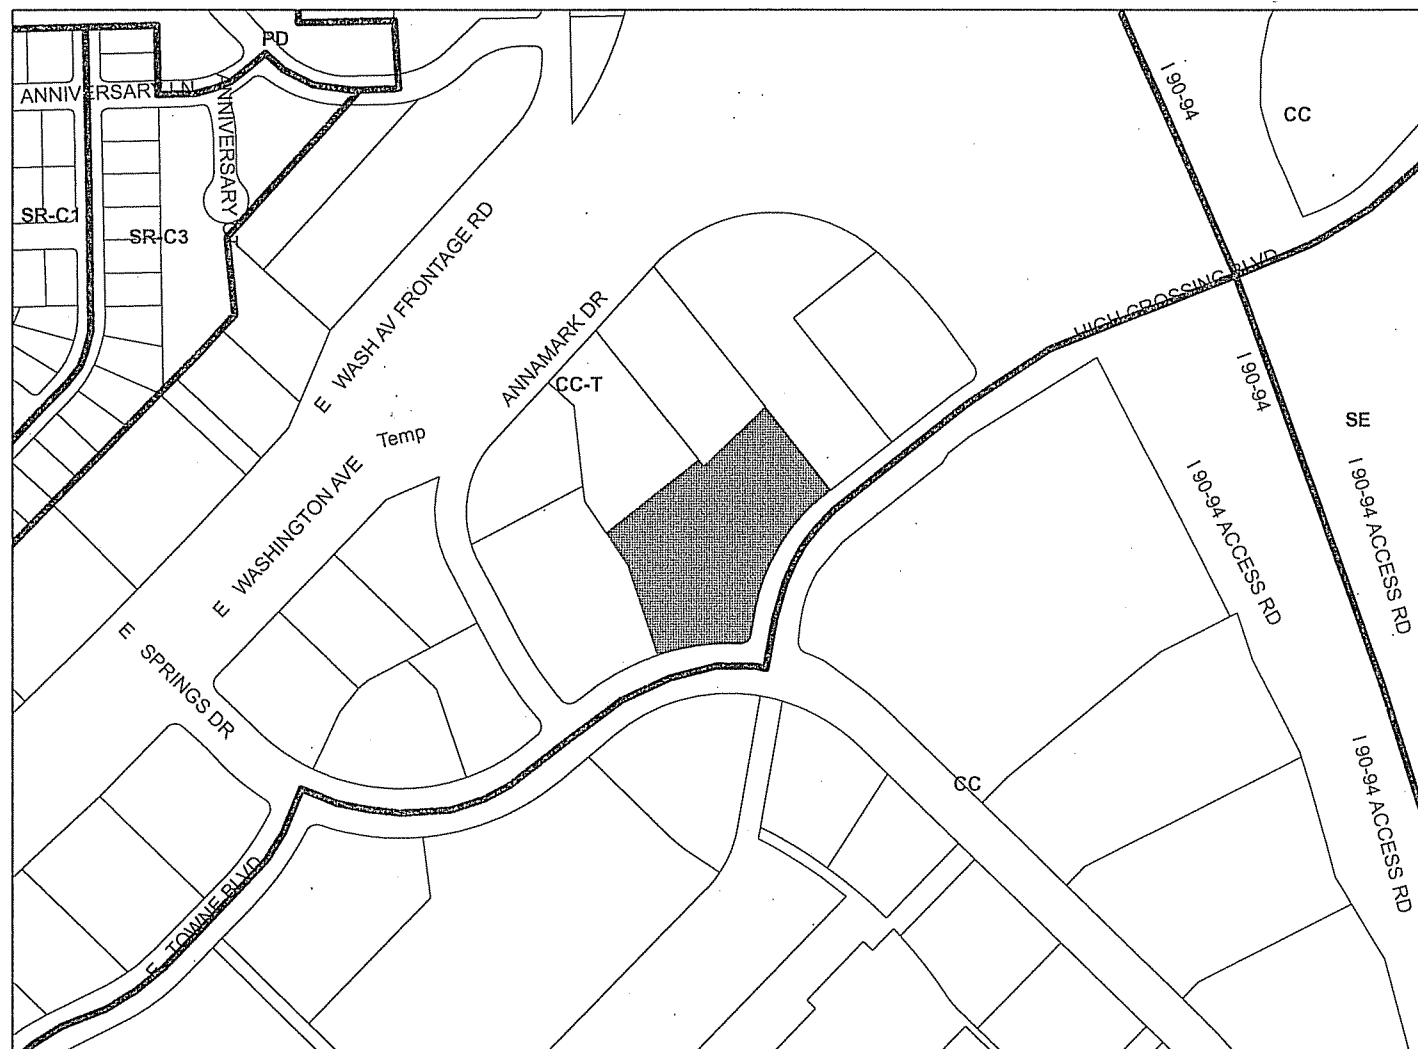 PD
ANNIVERSARY LN
ANNIVERSARY
I 90-94
CC
SR-C1
SR-C3
E WASH AV FRONTAGE RD
HIGH CROSSING BLVD
ANNAMARK DR
CC-T
I 90-94
SE
Temp
E WASHINGTON AVE
I 90-94 ACCESS RD
I 90-94 ACCESS RD
E SPRINGS DR
CC
I 90-94 ACCESS RD
E TOWNE BLVD